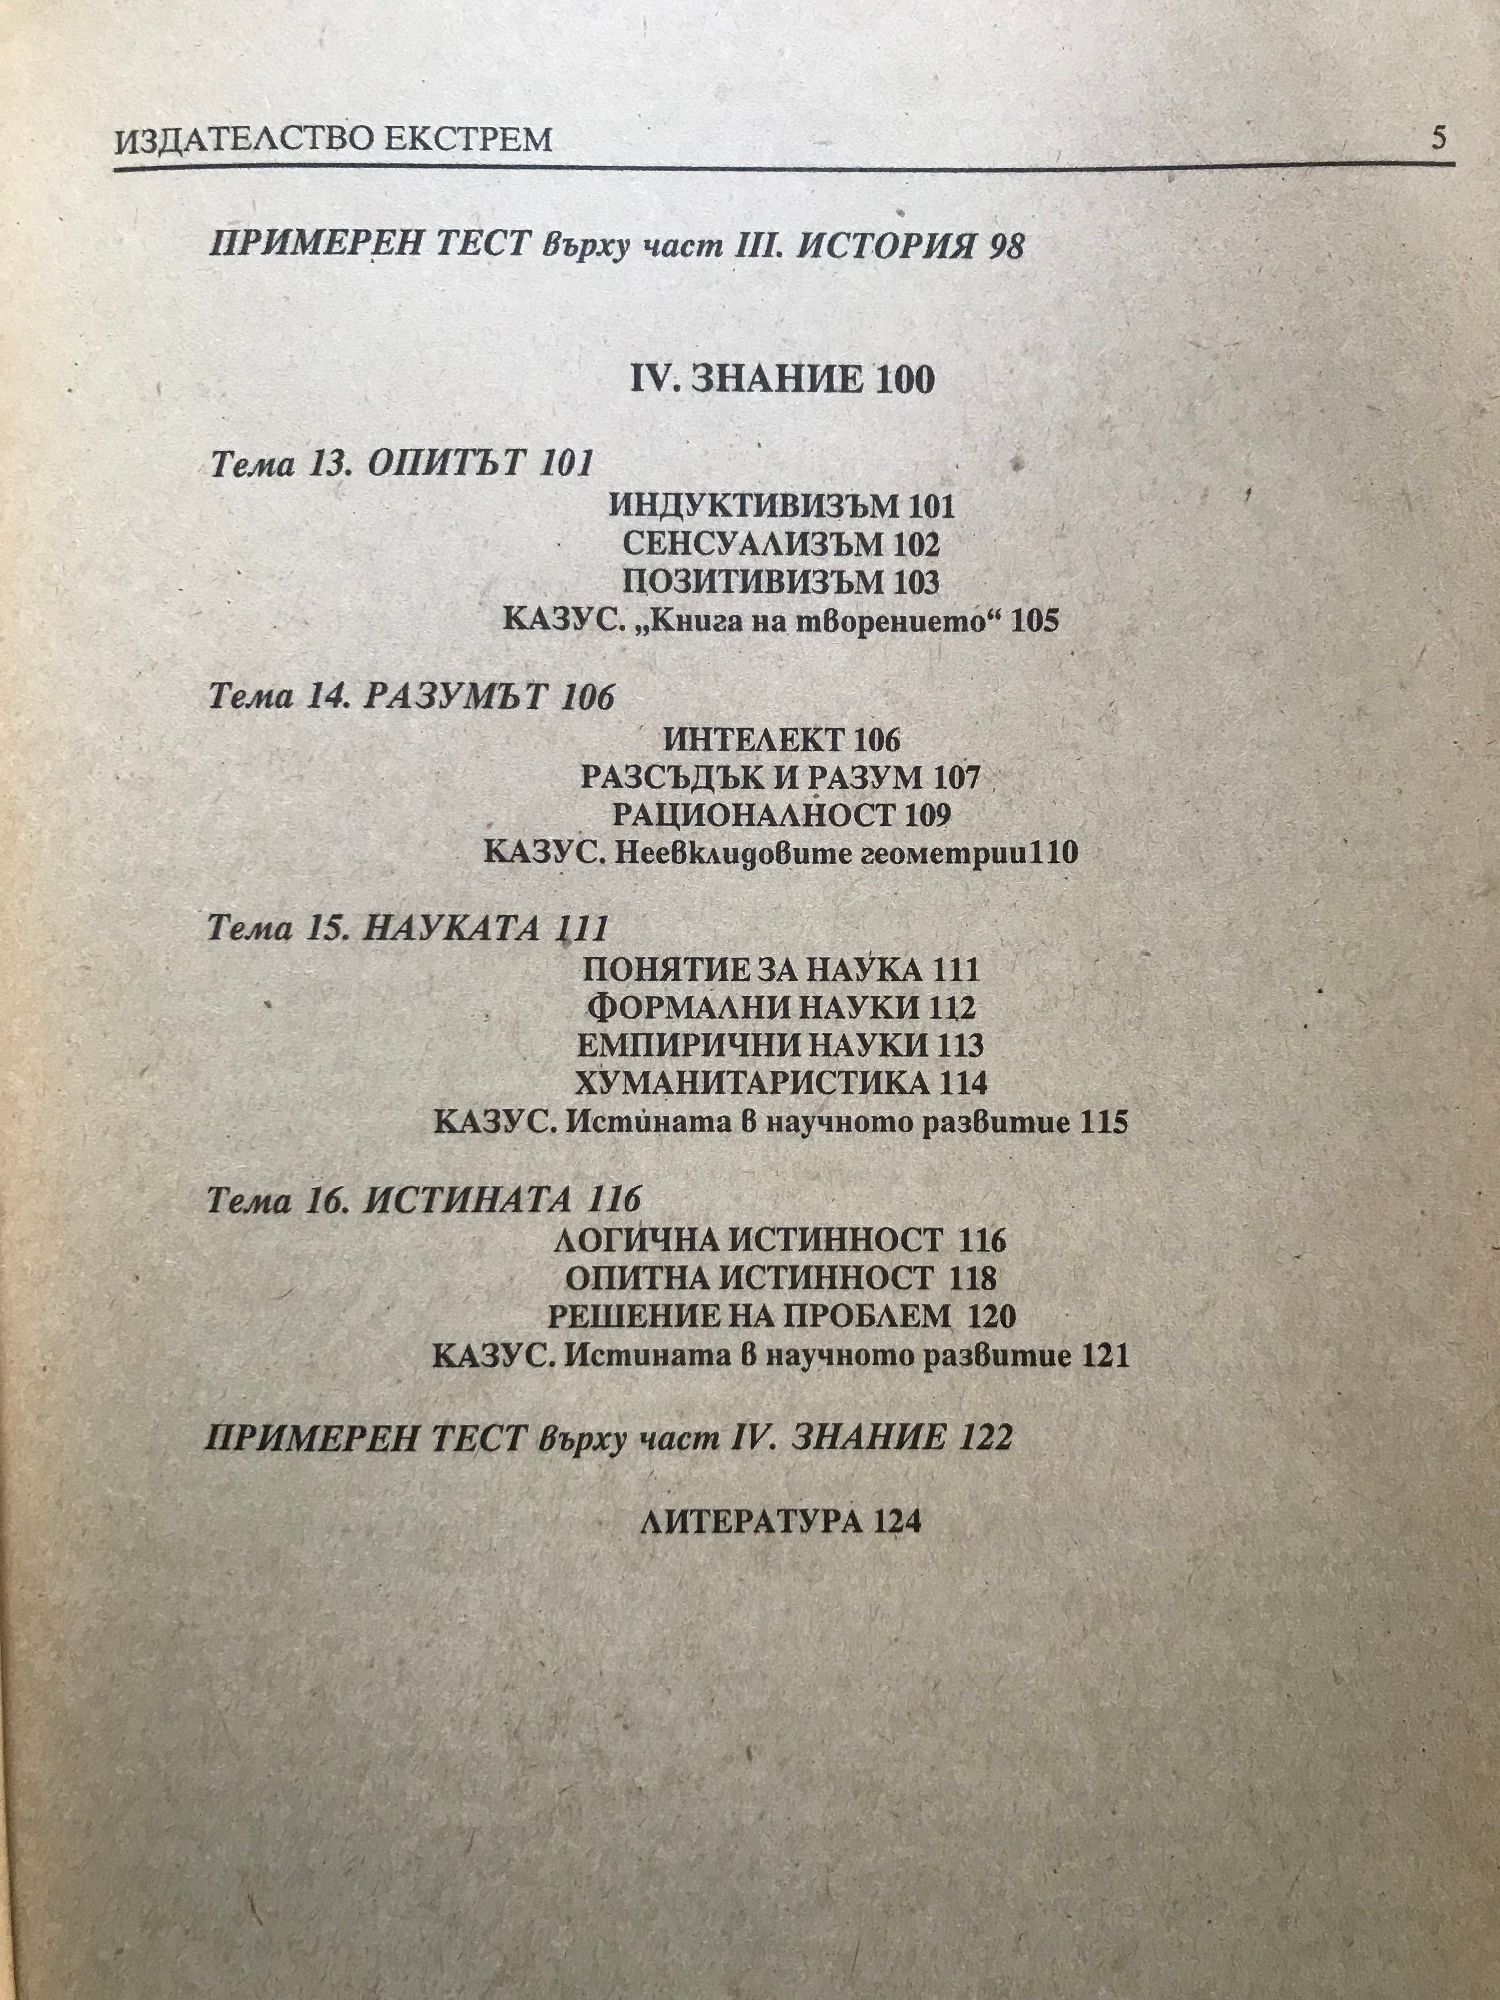 ИЗДАТЕЛСТВО ЕКСТРЕМ 5
ПРИМЕРЕН ТЕСТ върху част III. ИСТОРИЯ 98
IV. ЗНАНИЕ 100
Тема 13. ОПИТЪТ 101
ИНДУКТИВИЗЪМ 101
СЕНСУАЛИЗЪМ 102
ПОЗИТИВИЗЪМ 103
КАЗУС. „Книга на творението“ 105
Тема 14. РАЗУМЪТ 106
ИНТЕЛЕКТ 106
РАЗСЪДЪК И РАЗУМ 107
РАЦИОНАЛНОСТ 109
КАЗУС. Неевклидовите геометрии110
Тема 15. НАУКАТА 111
ПОНЯТИЕ ЗА НАУКА 111
ФОРМАЛНИ НАУКИ 112
ЕМПИРИЧНИ НАУКИ 113
ХУМАНИТАРИСТИКА 114
КАЗУС. Истината в научното развитие 115
Тема 16. ИСТИНАТА 116
ЛОГИЧНА ИСТИННОСТ 116
ОПИТНА ИСТИННОСТ 118
РЕШЕНИЕ НА ПРОБЛЕМ 120
КАЗУС. Истината в научното развитие 121
ПРИМЕРЕН ТЕСТ върху част IV. ЗНАНИЕ 122
ЛИТЕРАТУРА 124